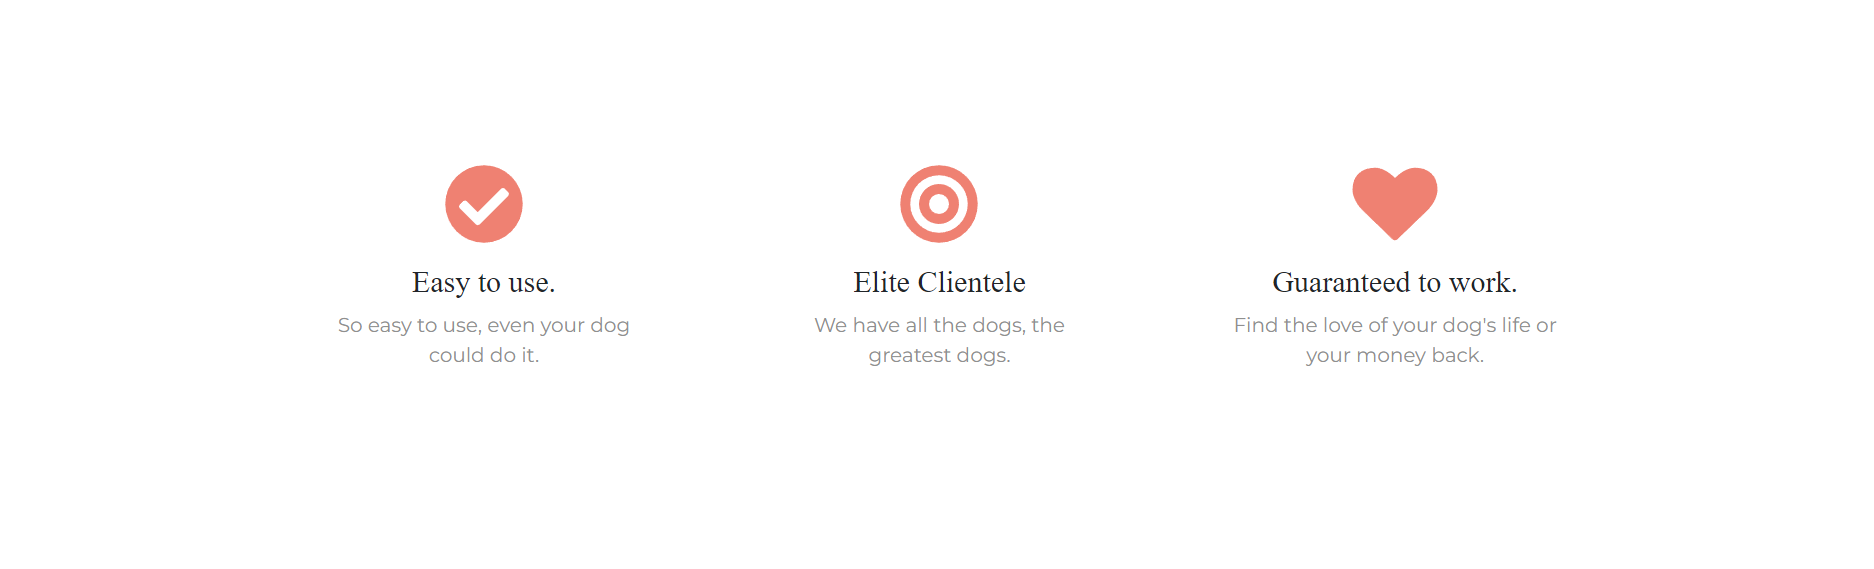 Easy to use.
So easy to use, even your dog
could do it.
Elite Clientele
We have all the dogs, the
greatest dogs.
Guaranteed to work.
Find the love of your dog's life or
your money back.